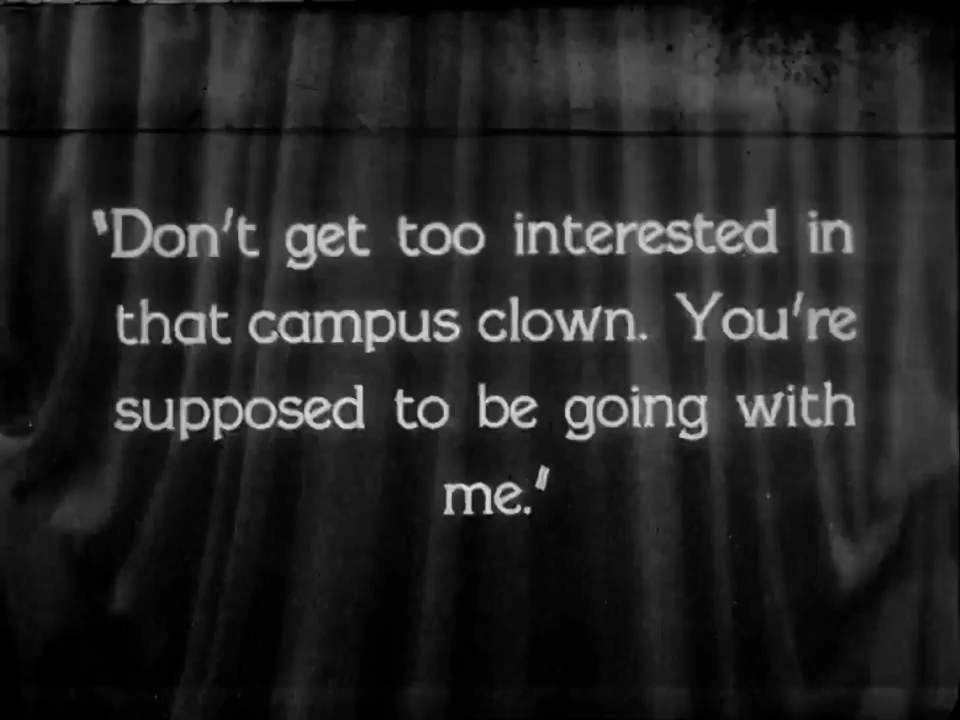 "Don't get too interested in
that campus clown. You're
supposed to be going with
me."